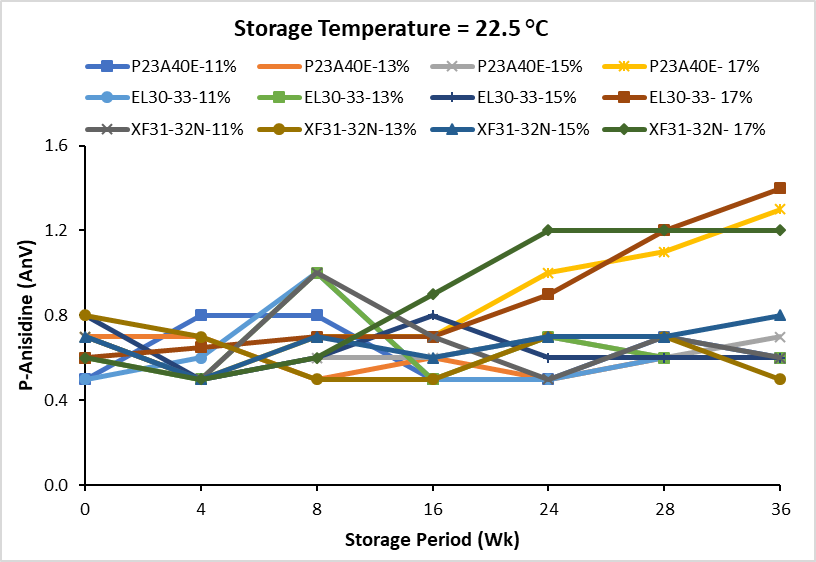 Storage Temperature = 22.5 °C
P23A40E-11% P23A40E-13% P23A40E-15% P23A40E- 17%
EL30-33-11% EL30-33-13% EL30-33-15% EL30-33- 17%
XF31-32N-11% XF31-32N-13% XF31-32N-15% XF31-32N- 17%
1.6
1.2
0.8
0.4
0.0
P-Anisidine (AnV)
0 4 8 16 24 28 36
Storage Period (Wk)